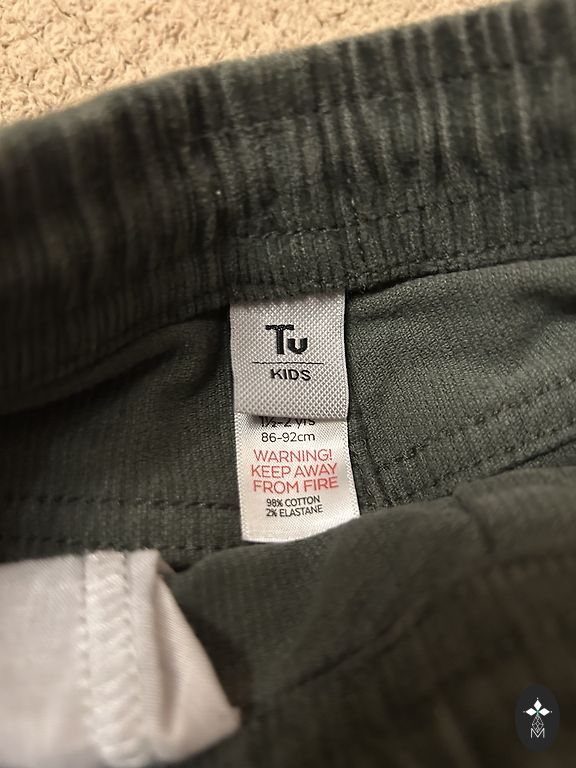 Tu
KIDS
1½-2 yrs
86-92cm
WARNING!
KEEP AWAY
FROM FIRE
98% COTTON
2% ELASTANE
M